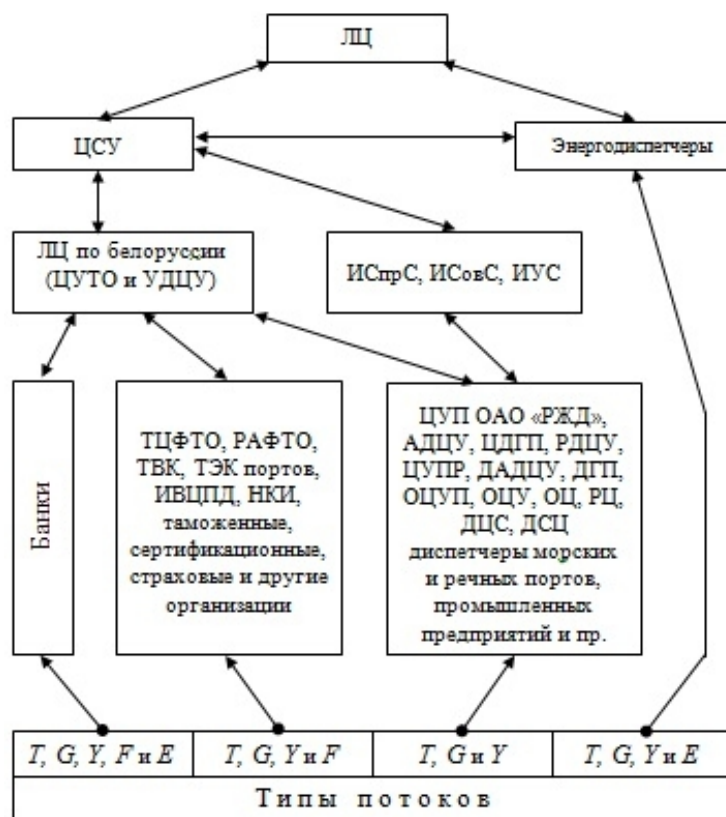 ЛЦ
ЦСУ
Энергодиспетчеры
ЛЦ по белоруссии
(ЦУТО и УДЦУ)
ИСпрС, ИСовС, ИУС
Банки
ТЦФТО, РАФТО,
ТВК, ТЭК портов,
ИВЦПД, НКИ,
таможенные,
сертификационные,
страховые и другие
организации
ЦУП ОАО «РЖД»,
АДЦУ, ЦДГП, РДЦУ,
ЦУПР, ДАДЦУ, ДГП,
ОЦУП, ОЦУ, ОЦ, РЦ,
ДЦС, ДСЦ
диспетчеры морских
и речных портов,
промышленных
предприятий и пр.
T, G, Y, F и E
T, G, Y и F
T, G и Y
T, G, Y и E
Типы потоков